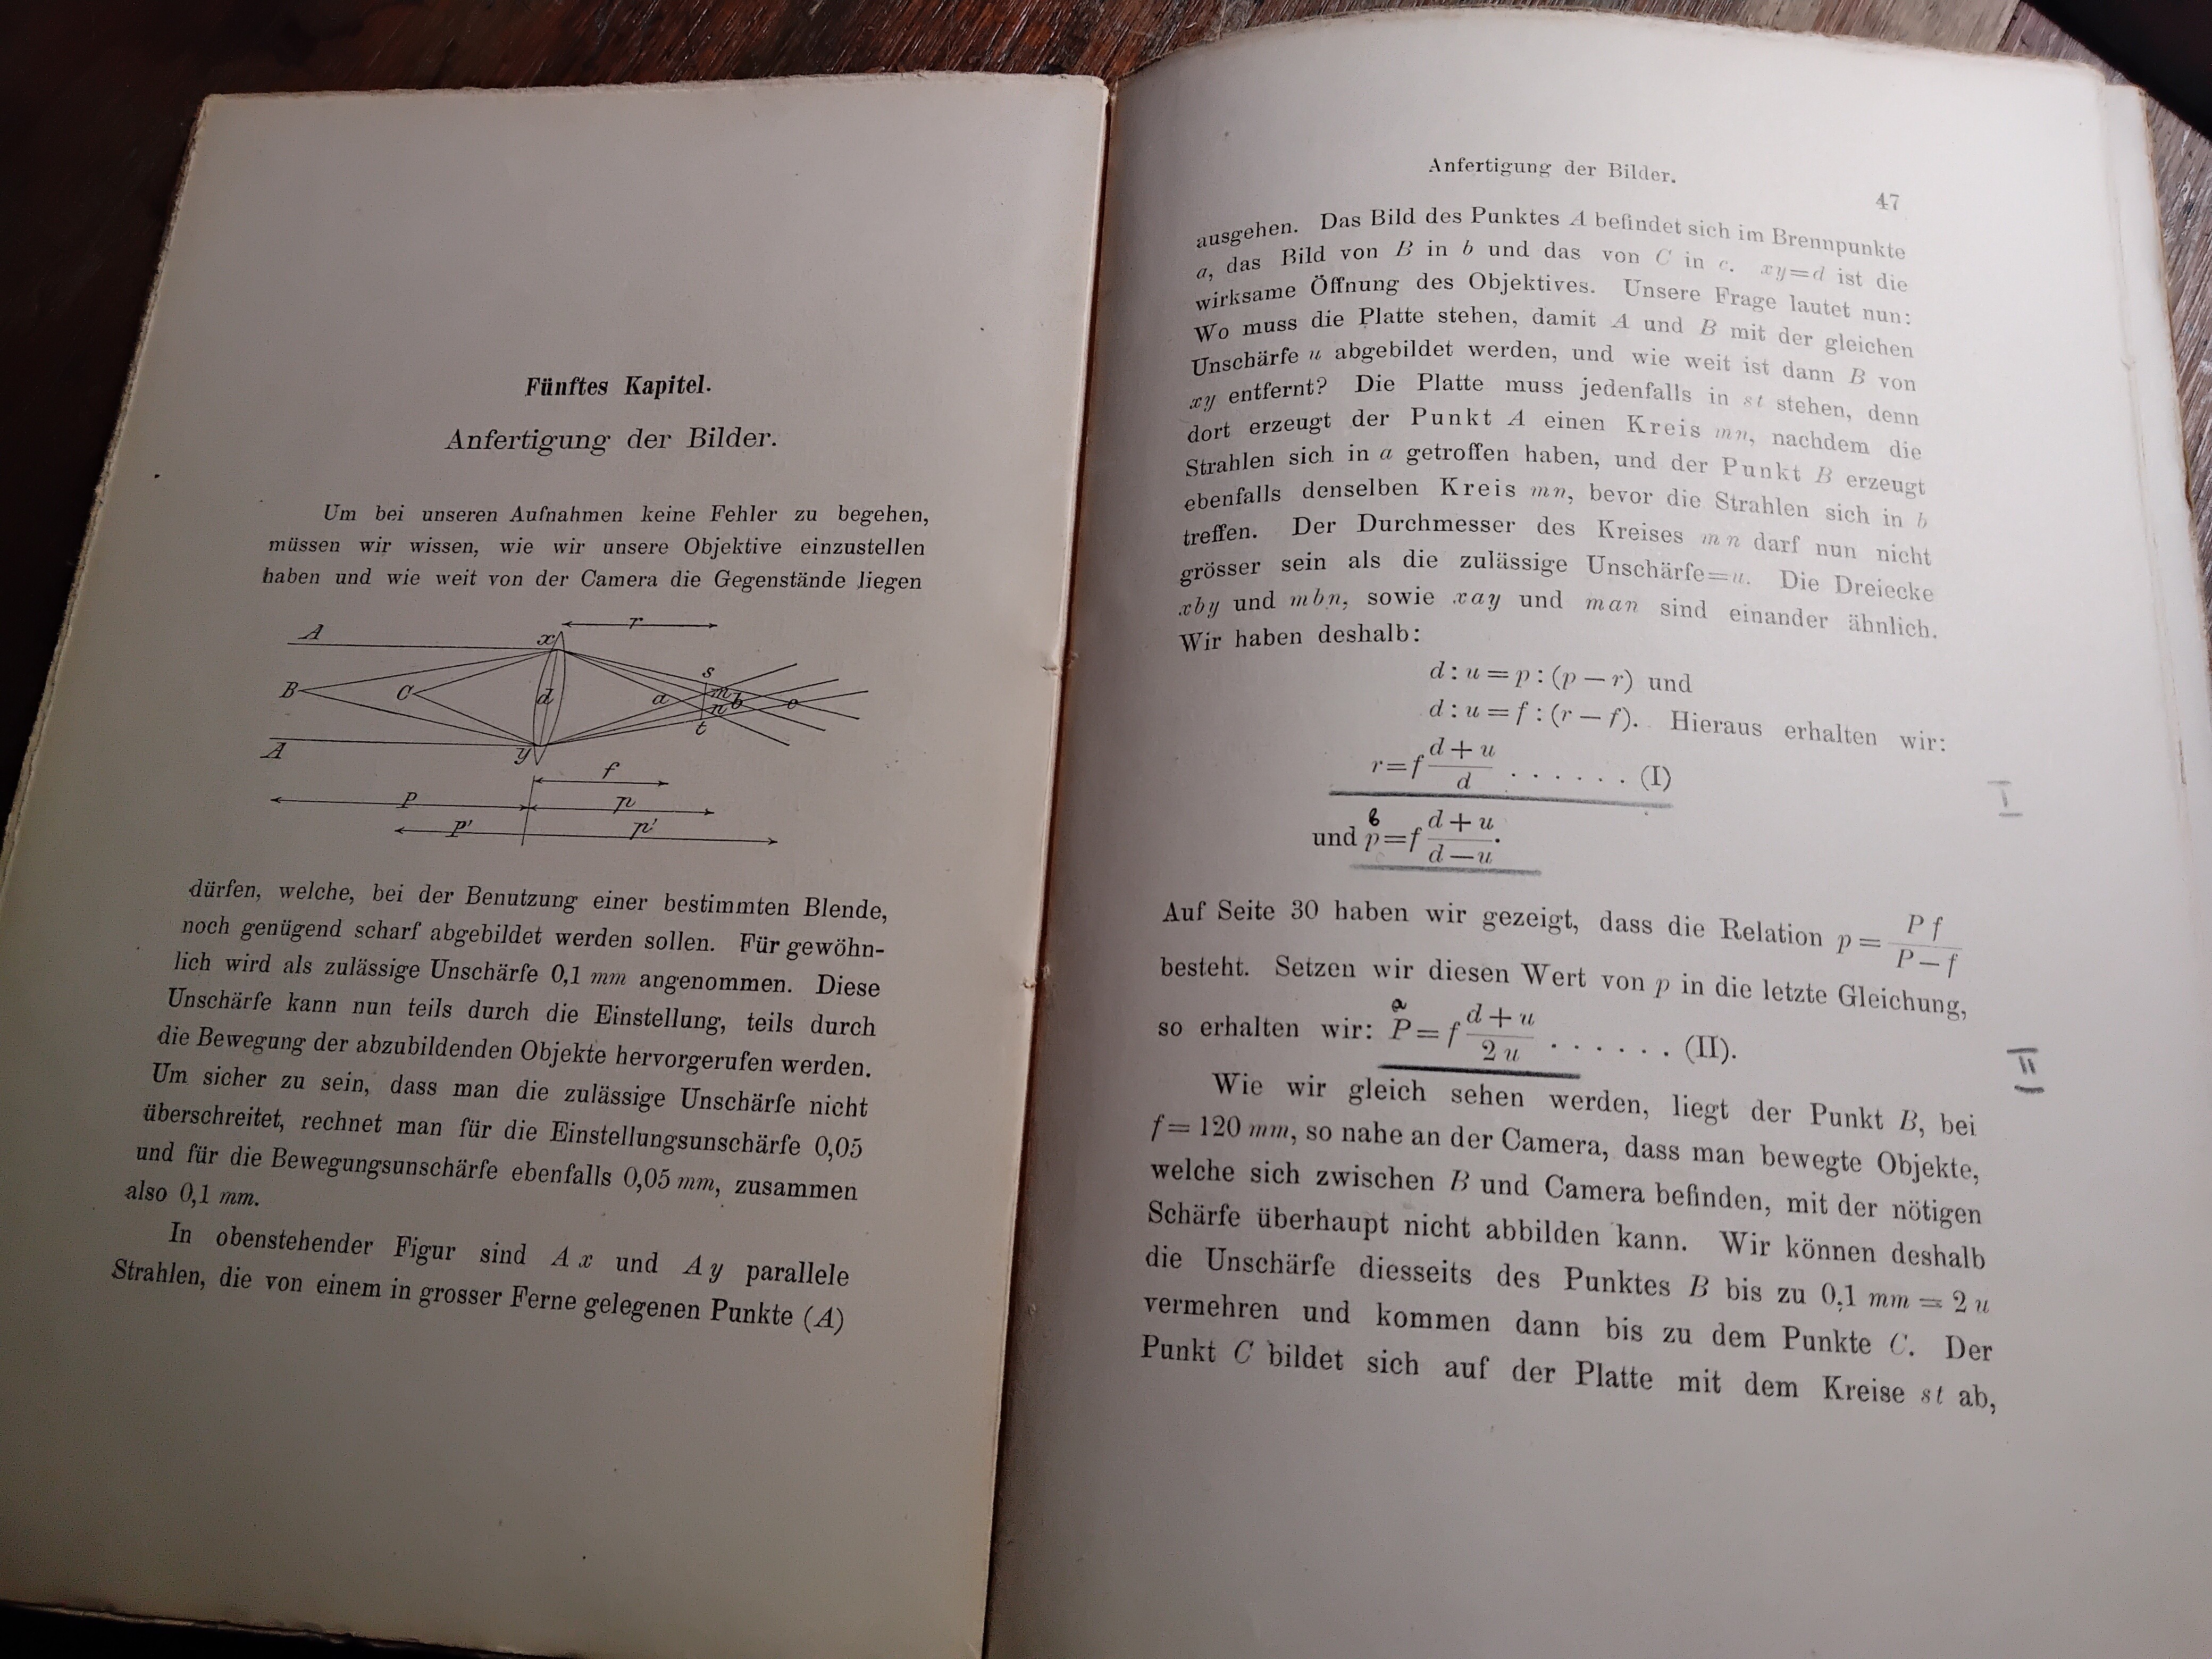 Fünftes Kapitel.
Anfertigung der Bilder.
Um bei unseren Aufnahmen keine Fehler zu begehen,
müssen wir wissen, wie wir unsere Objektive einzustellen
haben und wie weit von der Camera die Gegenstände liegen
r
A x
s
B C d a m b c
n
t
A y
f
P p
P' p'
dürfen, welche, bei der Benutzung einer bestimmten Blende,
noch genügend scharf abgebildet werden sollen. Für gewöhn-
lich wird als zulässige Unschärfe 0,1 mm angenommen. Diese
Unschärfe kann nun teils durch die Einstellung, teils durch
die Bewegung der abzubildenden Objekte hervorgerufen werden.
Um sicher zu sein, dass man die zulässige Unschärfe nicht
überschreitet, rechnet man für die Einstellungsunschärfe 0,05
und für die Bewegungsunschärfe ebenfalls 0,05 mm, zusammen
also 0,1 mm.
In obenstehender Figur sind A x und A y parallele
Strahlen, die von einem in grosser Ferne gelegenen Punkte (A)
Anfertigung der Bilder.
47
ausgehen. Das Bild des Punktes A befindet sich im Brennpunkte
a, das Bild von B in b und das von C in c. xy=d ist die
wirksame Öffnung des Objektives. Unsere Frage lautet nun:
Wo muss die Platte stehen, damit A und B mit der gleichen
Unschärfe u abgebildet werden, und wie weit ist dann B von
xy entfernt? Die Platte muss jedenfalls in st stehen, denn
dort erzeugt der Punkt A einen Kreis mn, nachdem die
Strahlen sich in a getroffen haben, und der Punkt B erzeugt
ebenfalls denselben Kreis mn, bevor die Strahlen sich in b
treffen. Der Durchmesser des Kreises mn darf nun nicht
grösser sein als die zulässige Unschärfe=u. Die Dreiecke
xby und mbn, sowie xay und man sind einander ähnlich.
Wir haben deshalb:
d : u = p : (p − r) und
d : u = f : (r − f). Hieraus erhalten wir:
r = f (d + u)/d . . . . . . (I)
I
b
und p = f (d + u)/(d − u).
Auf Seite 30 haben wir gezeigt, dass die Relation p = P f/(P − f)
besteht. Setzen wir diesen Wert von p in die letzte Gleichung,
a
so erhalten wir: P = f (d + u)/(2 u) . . . . . . (II).
II
Wie wir gleich sehen werden, liegt der Punkt B, bei
f = 120 mm, so nahe an der Camera, dass man bewegte Objekte,
welche sich zwischen B und Camera befinden, mit der nötigen
Schärfe überhaupt nicht abbilden kann. Wir können deshalb
die Unschärfe diesseits des Punktes B bis zu 0,1 mm = 2 u
vermehren und kommen dann bis zu dem Punkte C. Der
Punkt C bildet sich auf der Platte mit dem Kreise st ab,